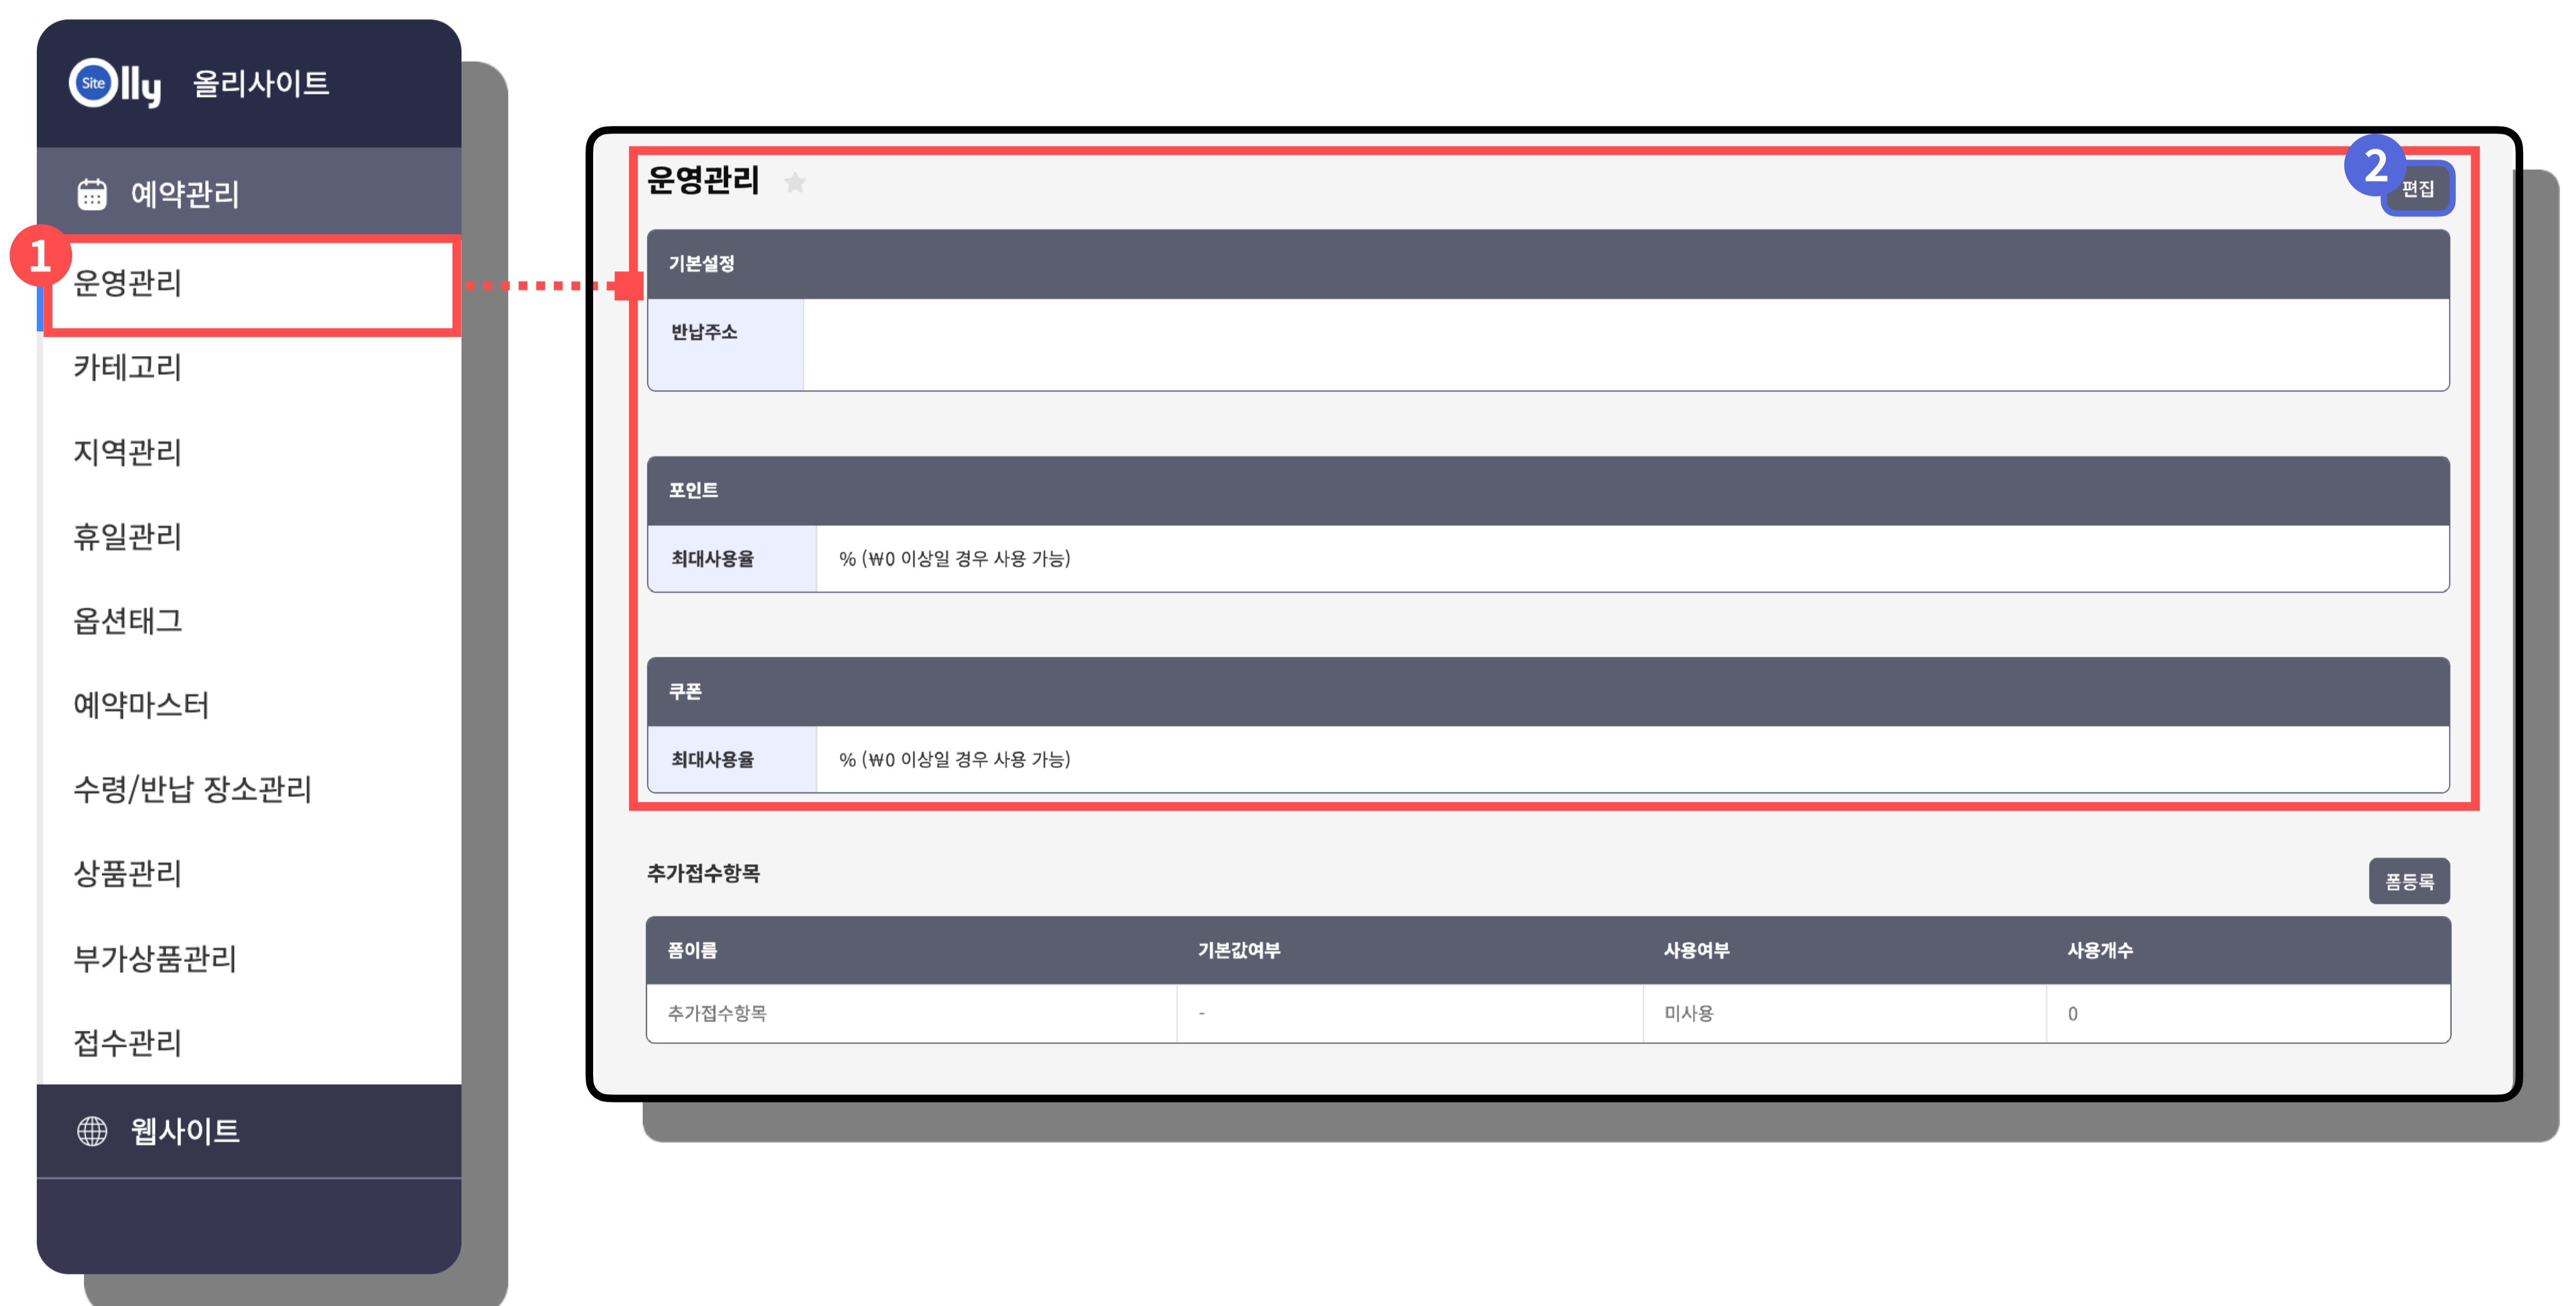 Site Olly 올리사이트
예약관리
1
운영관리
카테고리
지역관리
휴일관리
옵션태그
예약마스터
수령/반납 장소관리
상품관리
부가상품관리
접수관리
웹사이트
운영관리
2
편집
기본설정
반납주소
포인트
최대사용율 % (₩0 이상일 경우 사용 가능)
쿠폰
최대사용율 % (₩0 이상일 경우 사용 가능)
추가접수항목
폼등록
폼이름 기본값여부 사용여부 사용개수
추가접수항목 - 미사용 0